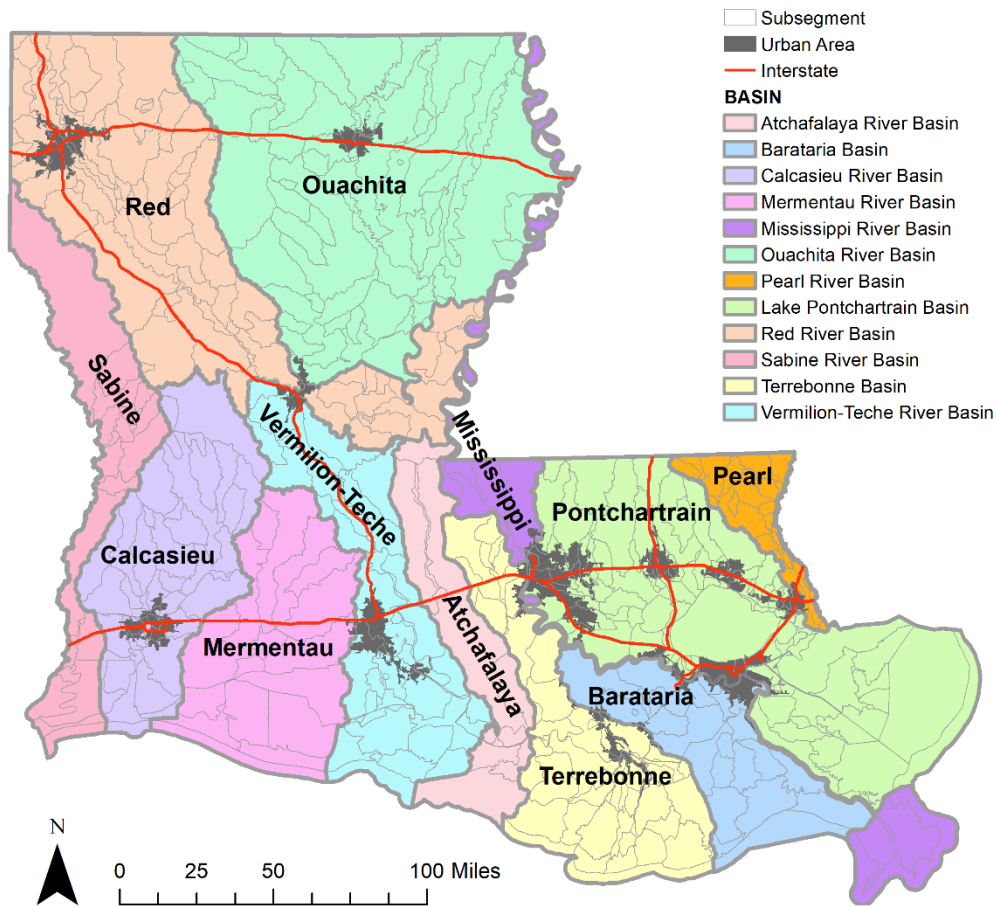 Subsegment
Urban Area
Interstate
BASIN
Atchafalaya River Basin
Barataria Basin
Calcasieu River Basin
Mermentau River Basin
Mississippi River Basin
Ouachita River Basin
Pearl River Basin
Lake Pontchartrain Basin
Red River Basin
Sabine River Basin
Terrebonne Basin
Vermilion-Teche River Basin
Ouachita
Red
Sabine
Vermilion-Teche
Mississippi
Pearl
Pontchartrain
Calcasieu
Mermentau
Atchafalaya
Barataria
Terrebonne
N
0 25 50 100 Miles